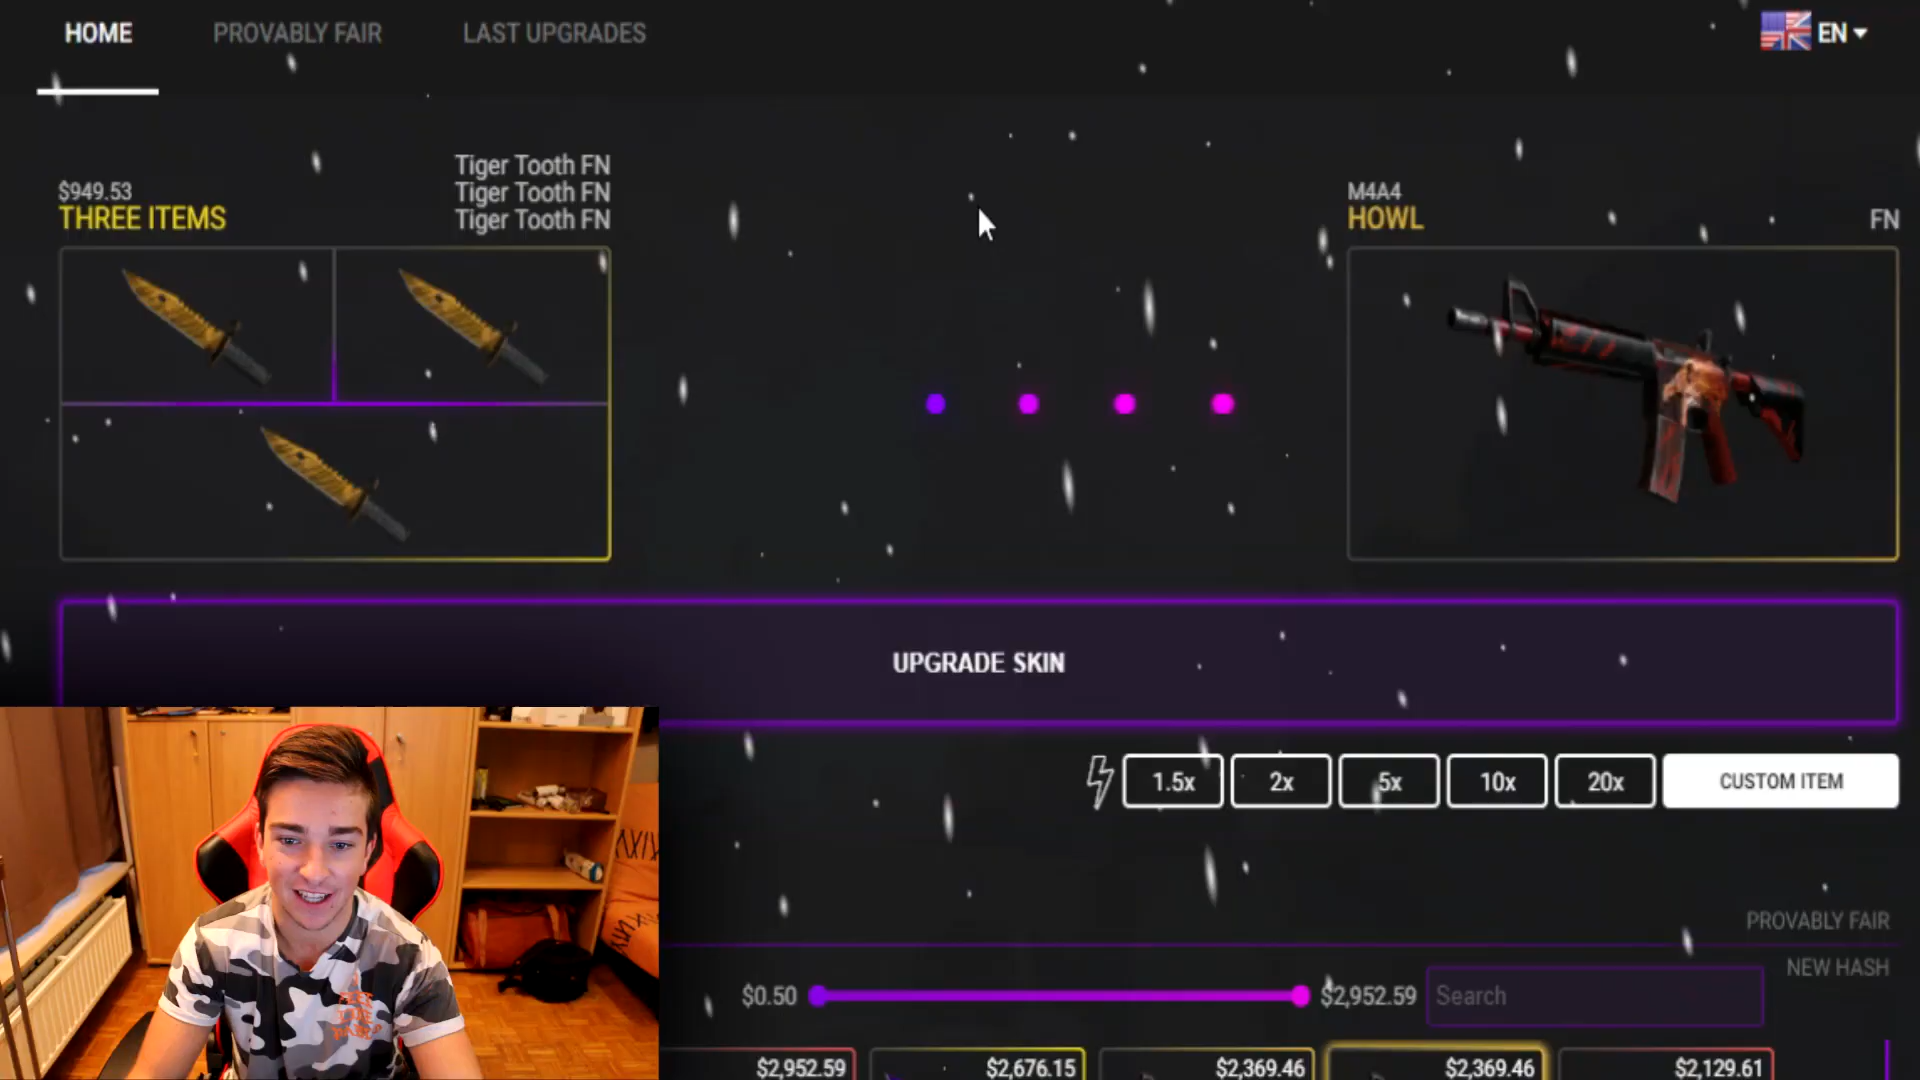 HOME
PROVABLY FAIR
LAST UPGRADES
EN
$949.53
THREE ITEMS
Tiger Tooth FN
Tiger Tooth FN
Tiger Tooth FN
M4A4
HOWL
FN
UPGRADE SKIN
1.5x
2x
5x
10x
20x
CUSTOM ITEM
PROVABLY FAIR
NEW HASH
$0.50
$2,952.59
Search
$2,952.59
$2,676.15
$2,369.46
$2,369.46
$2,129.61